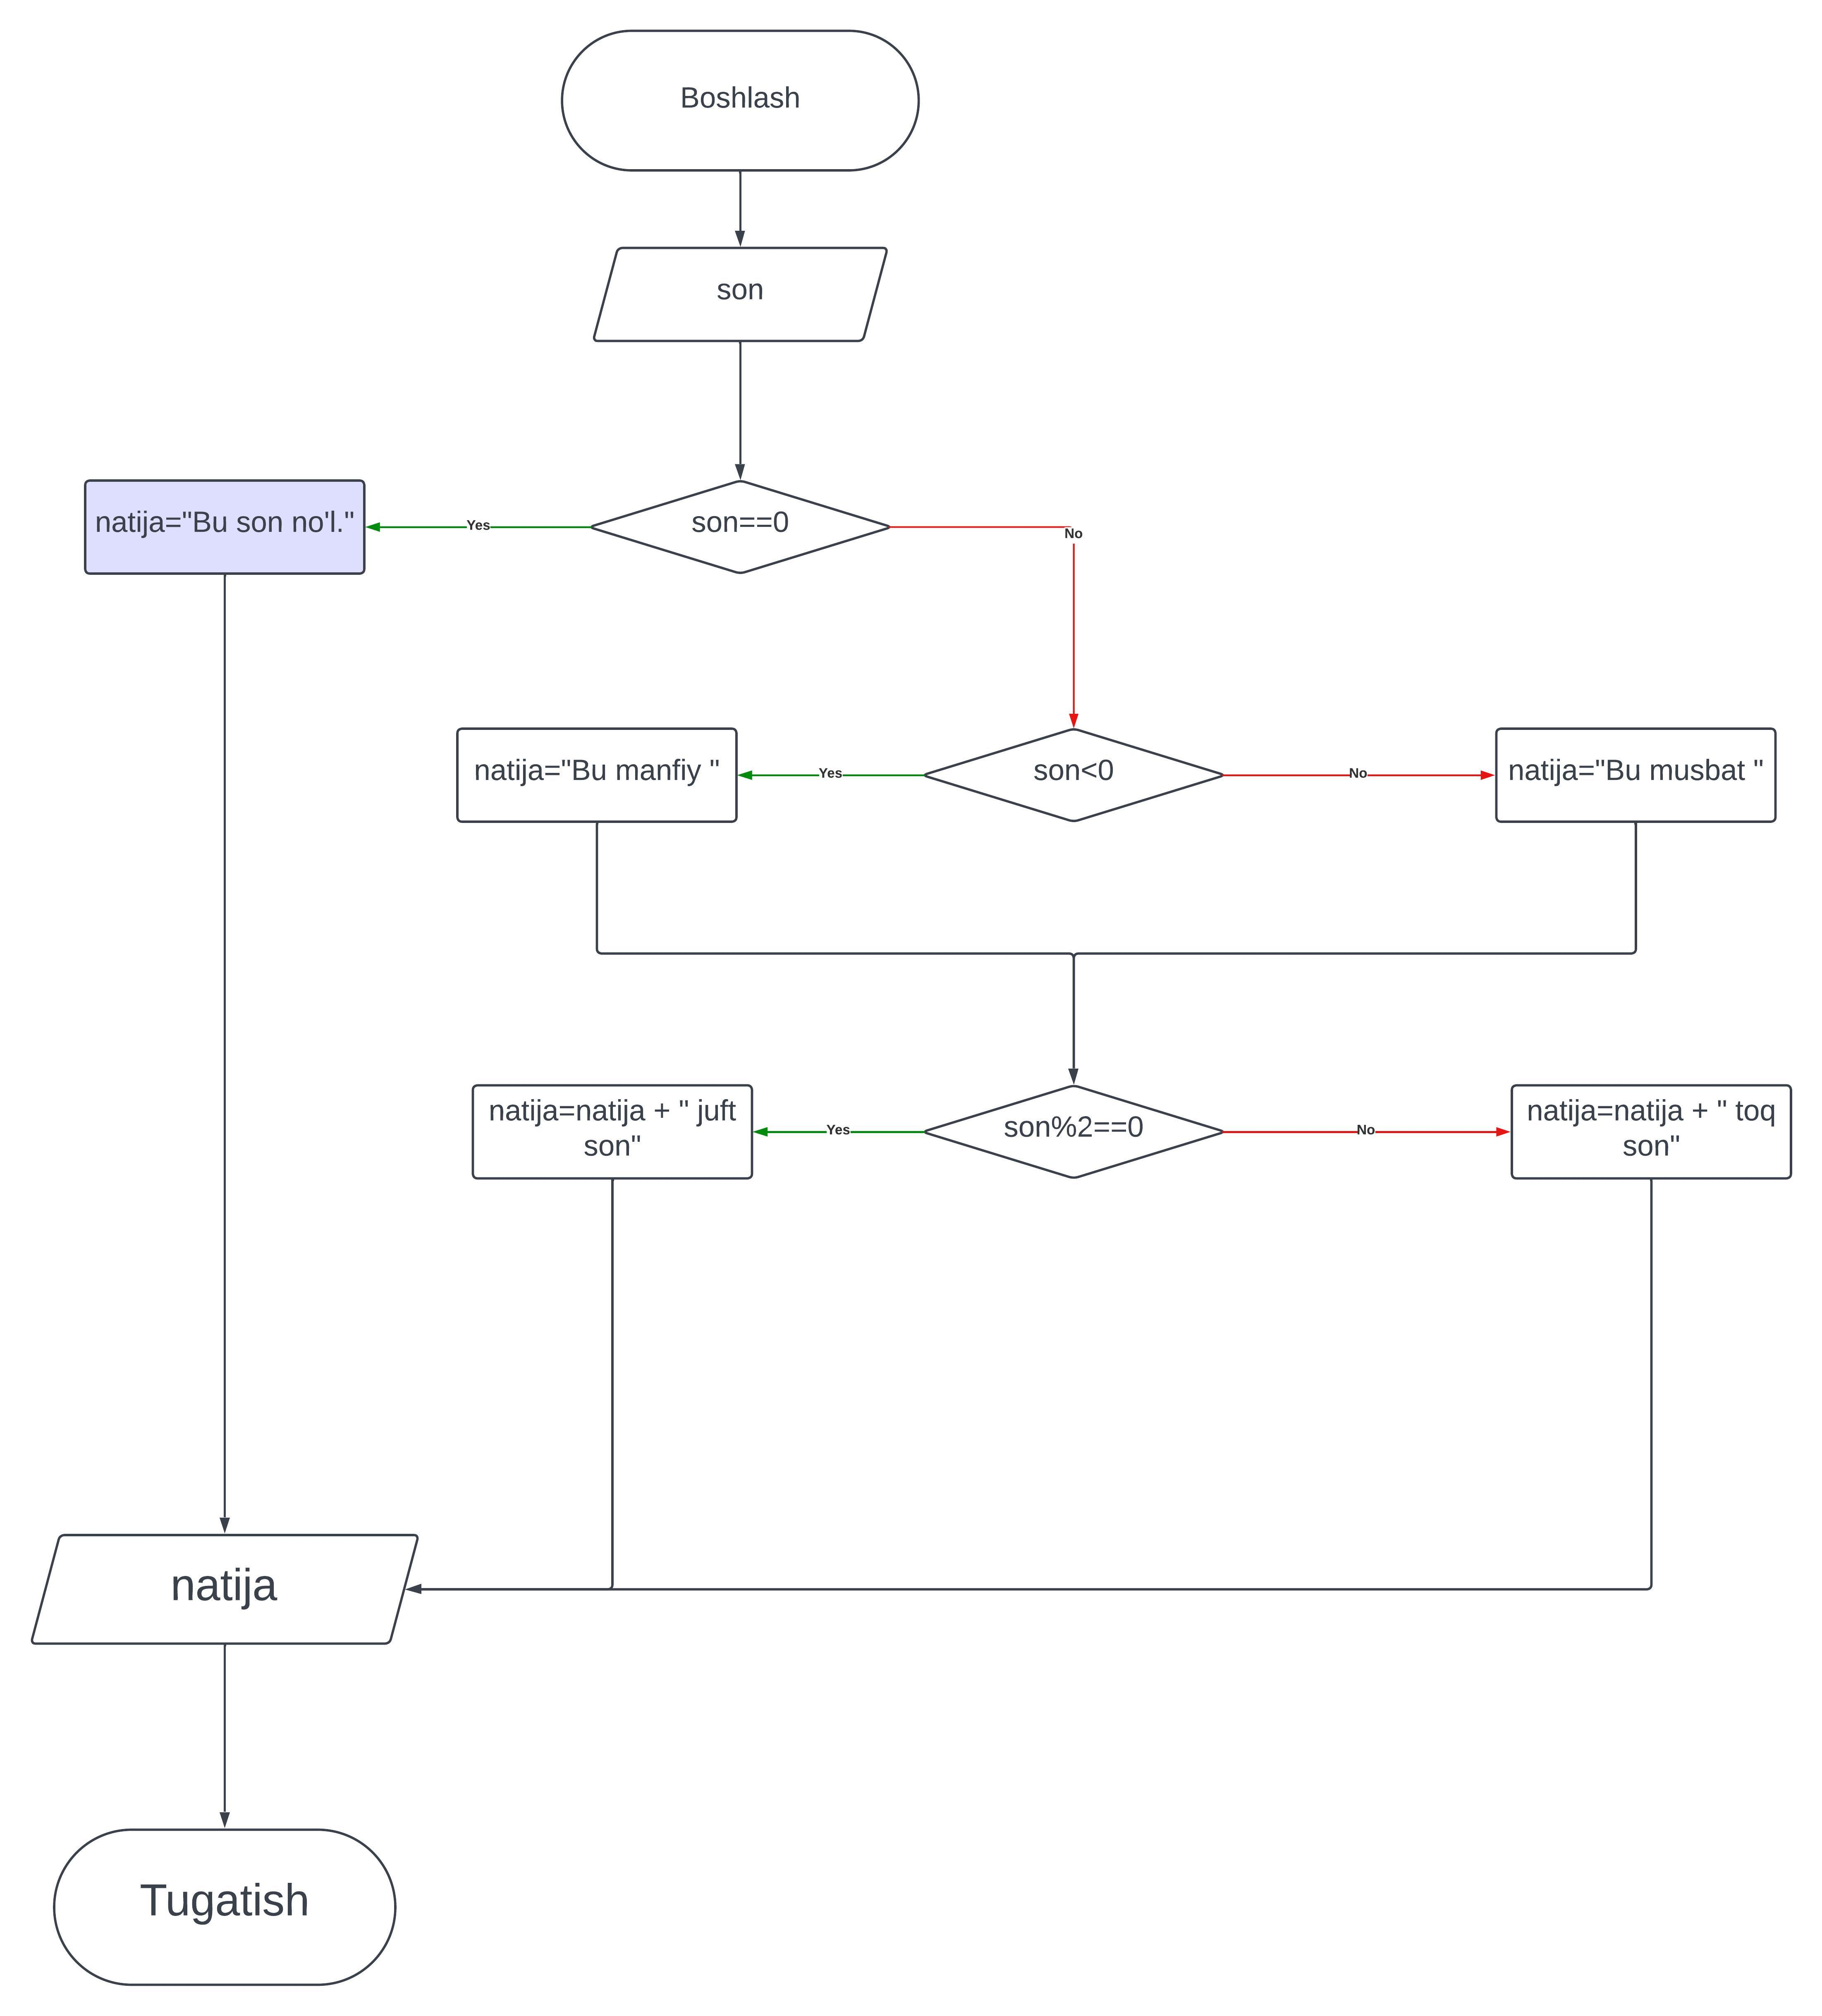 Boshlash
son
natija="Bu son no'l."
Yes
son==0
No
natija="Bu manfiy "
Yes
son<0
No
natija="Bu musbat "
natija=natija + " juft
son"
Yes
son%2==0
No
natija=natija + " toq
son"
natija
Tugatish